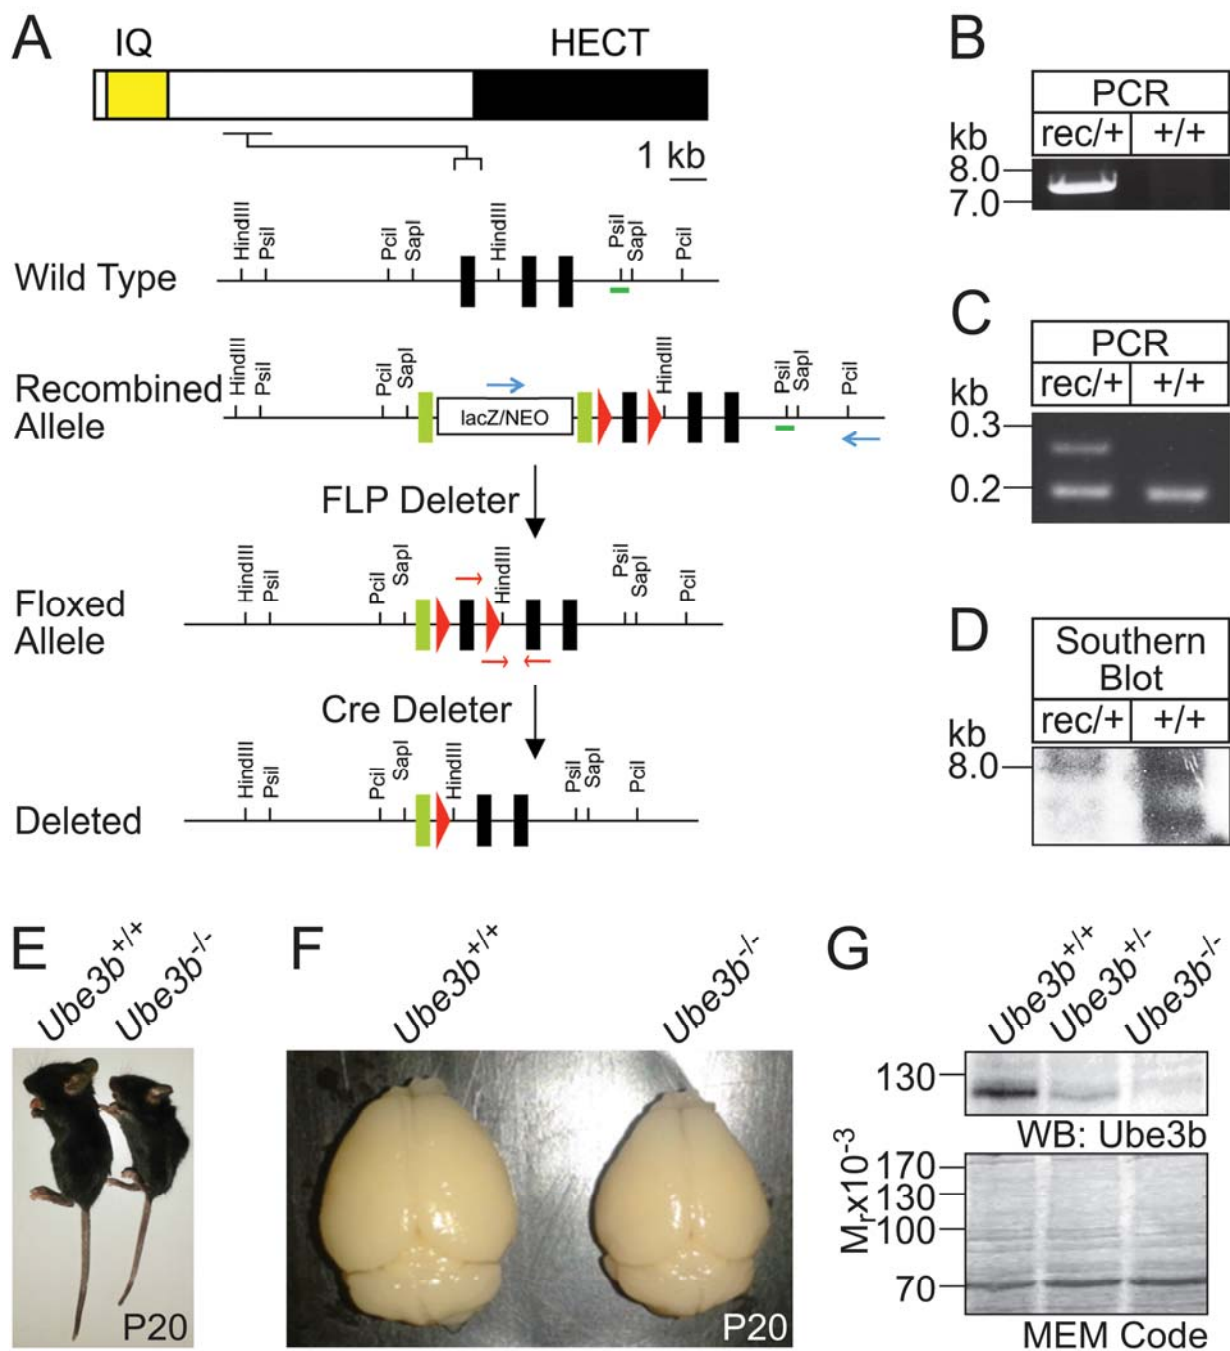 A
IQ
HECT
1 kb
HindIII
PsiI
PciI
SapI
HindIII
PsiI
SapI
PciI
Wild Type
HindIII
PsiI
PciI
SapI
HindIII
PsiI
SapI
PciI
Recombined
Allele
lacZ/NEO
FLP Deleter
HindIII
PsiI
PciI
SapI
HindIII
PsiI
SapI
PciI
Floxed
Allele
Cre Deleter
HindIII
PsiI
PciI
SapI
HindIII
PsiI
SapI
PciI
Deleted
B
PCR
kb
rec/+
+/+
8.0
7.0
C
PCR
kb
rec/+
+/+
0.3
0.2
D
Southern
Blot
kb
rec/+
+/+
8.0
E
Ube3b+/+
Ube3b-/-
P20
F
Ube3b+/+
Ube3b-/-
P20
G
Ube3b+/+
Ube3b+/-
Ube3b-/-
130
WB: Ube3b
Mrx10-3
170
130
100
70
MEM Code